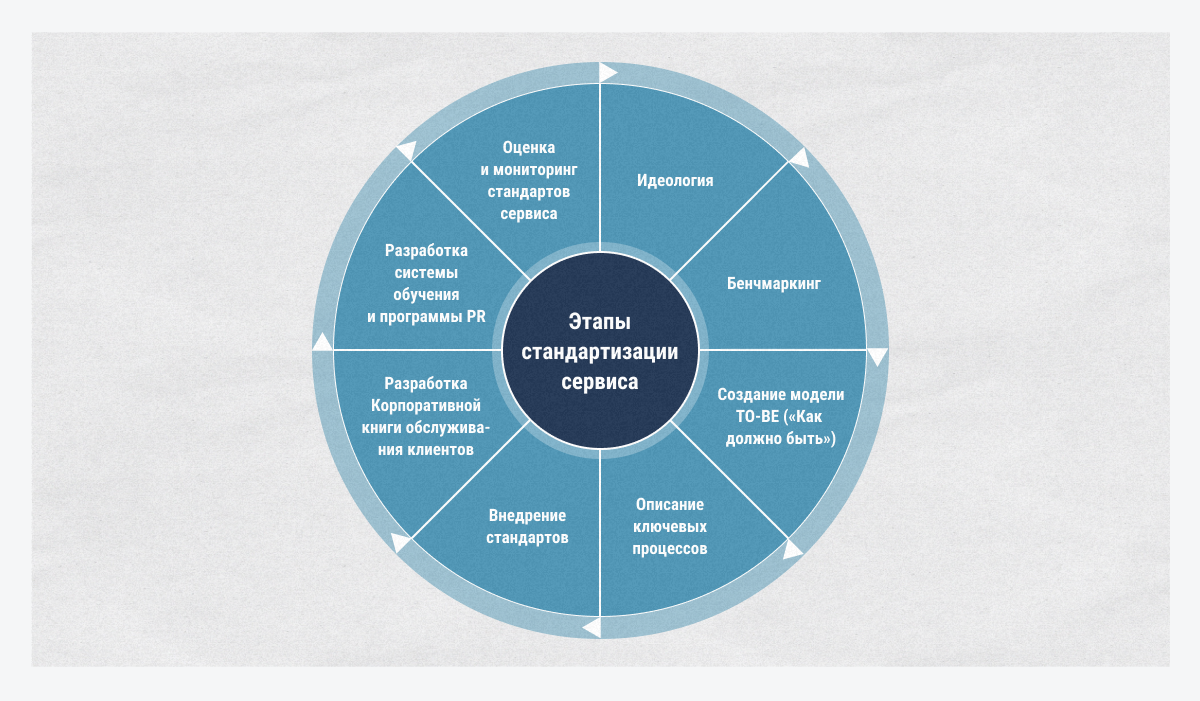 Этапы
стандартизации
сервиса
Идеология
Бенчмаркинг
Создание модели
TO-BE («Как
должно быть»)
Описание
ключевых
процессов
Внедрение
стандартов
Разработка
Корпоративной
книги обслужива-
ния клиентов
Разработка
системы
обучения
и программы PR
Оценка
и мониторинг
стандартов
сервиса